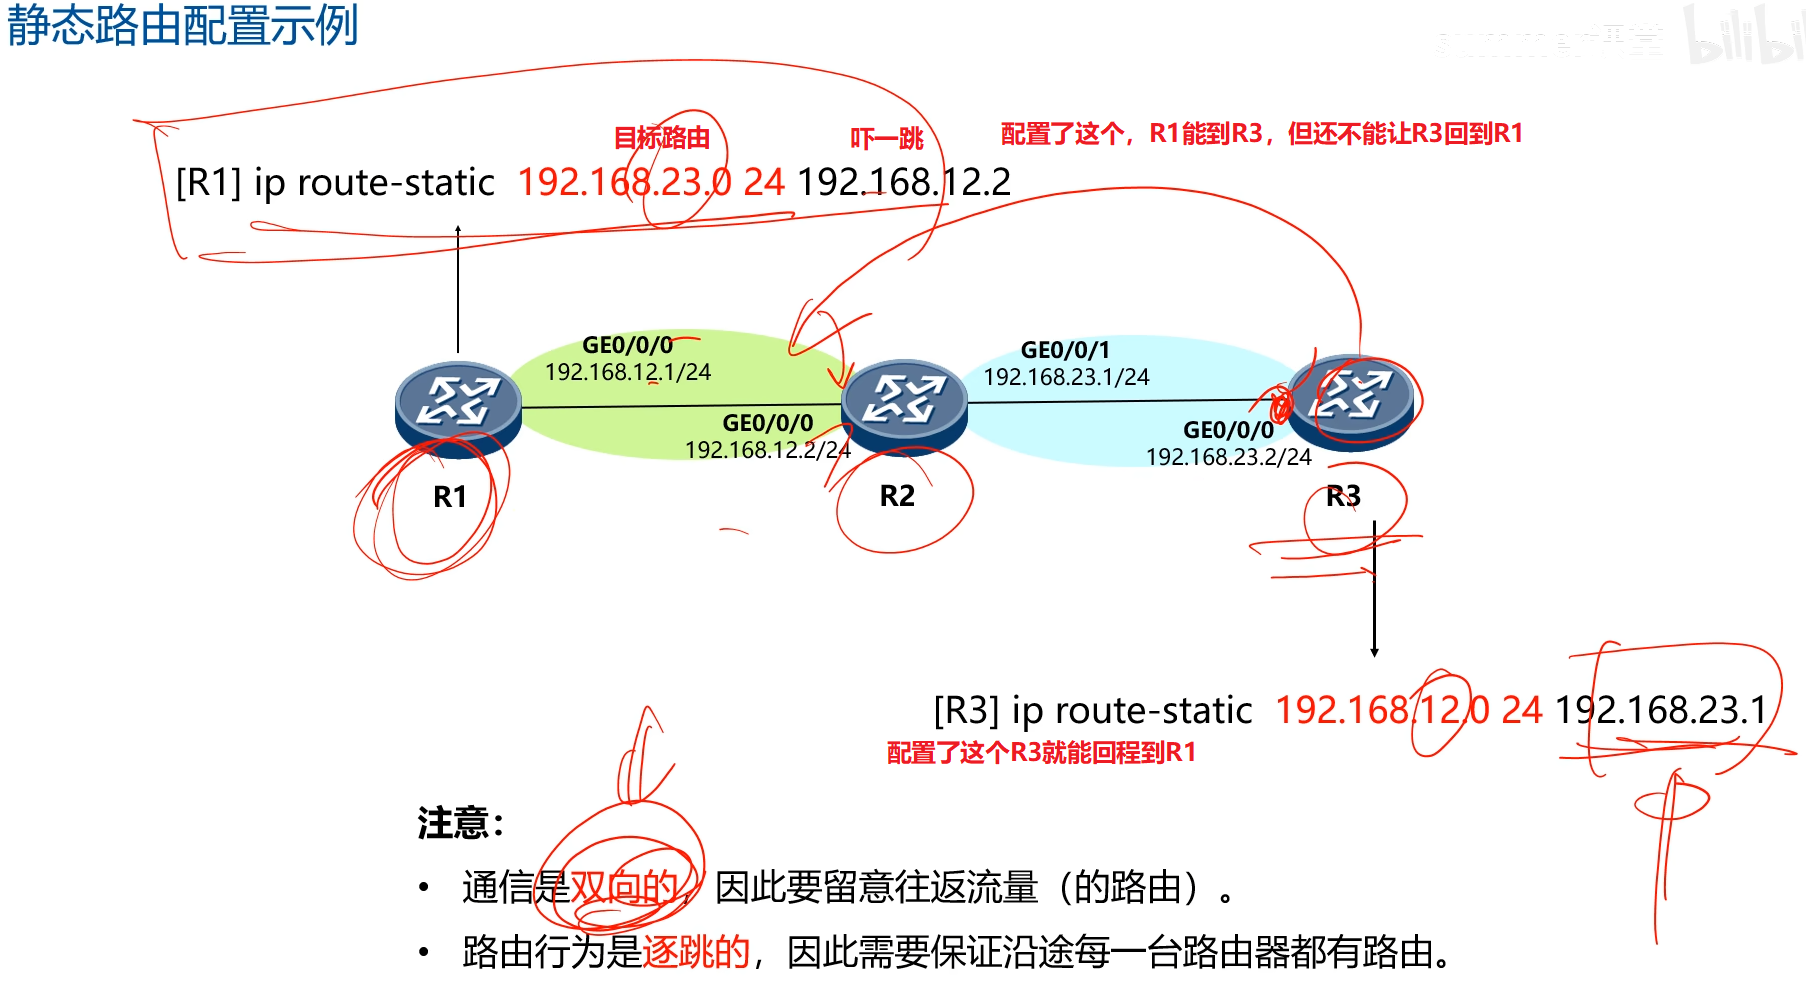 静态路由配置示例
bilibili
目标路由
吓一跳
配置了这个，R1能到R3，但还不能让R3回到R1
[R1] ip route-static 192.168.23.0 24 192.168.12.2
GE0/0/0
192.168.12.1/24
GE0/0/1
192.168.23.1/24
GE0/0/0
192.168.12.2/24
GE0/0/0
192.168.23.2/24
R1
R2
R3
[R3] ip route-static 192.168.12.0 24 192.168.23.1
配置了这个R3就能回程到R1
注意：
• 通信是双向的，因此要留意往返流量（的路由）。
• 路由行为是逐跳的，因此需要保证沿途每一台路由器都有路由。